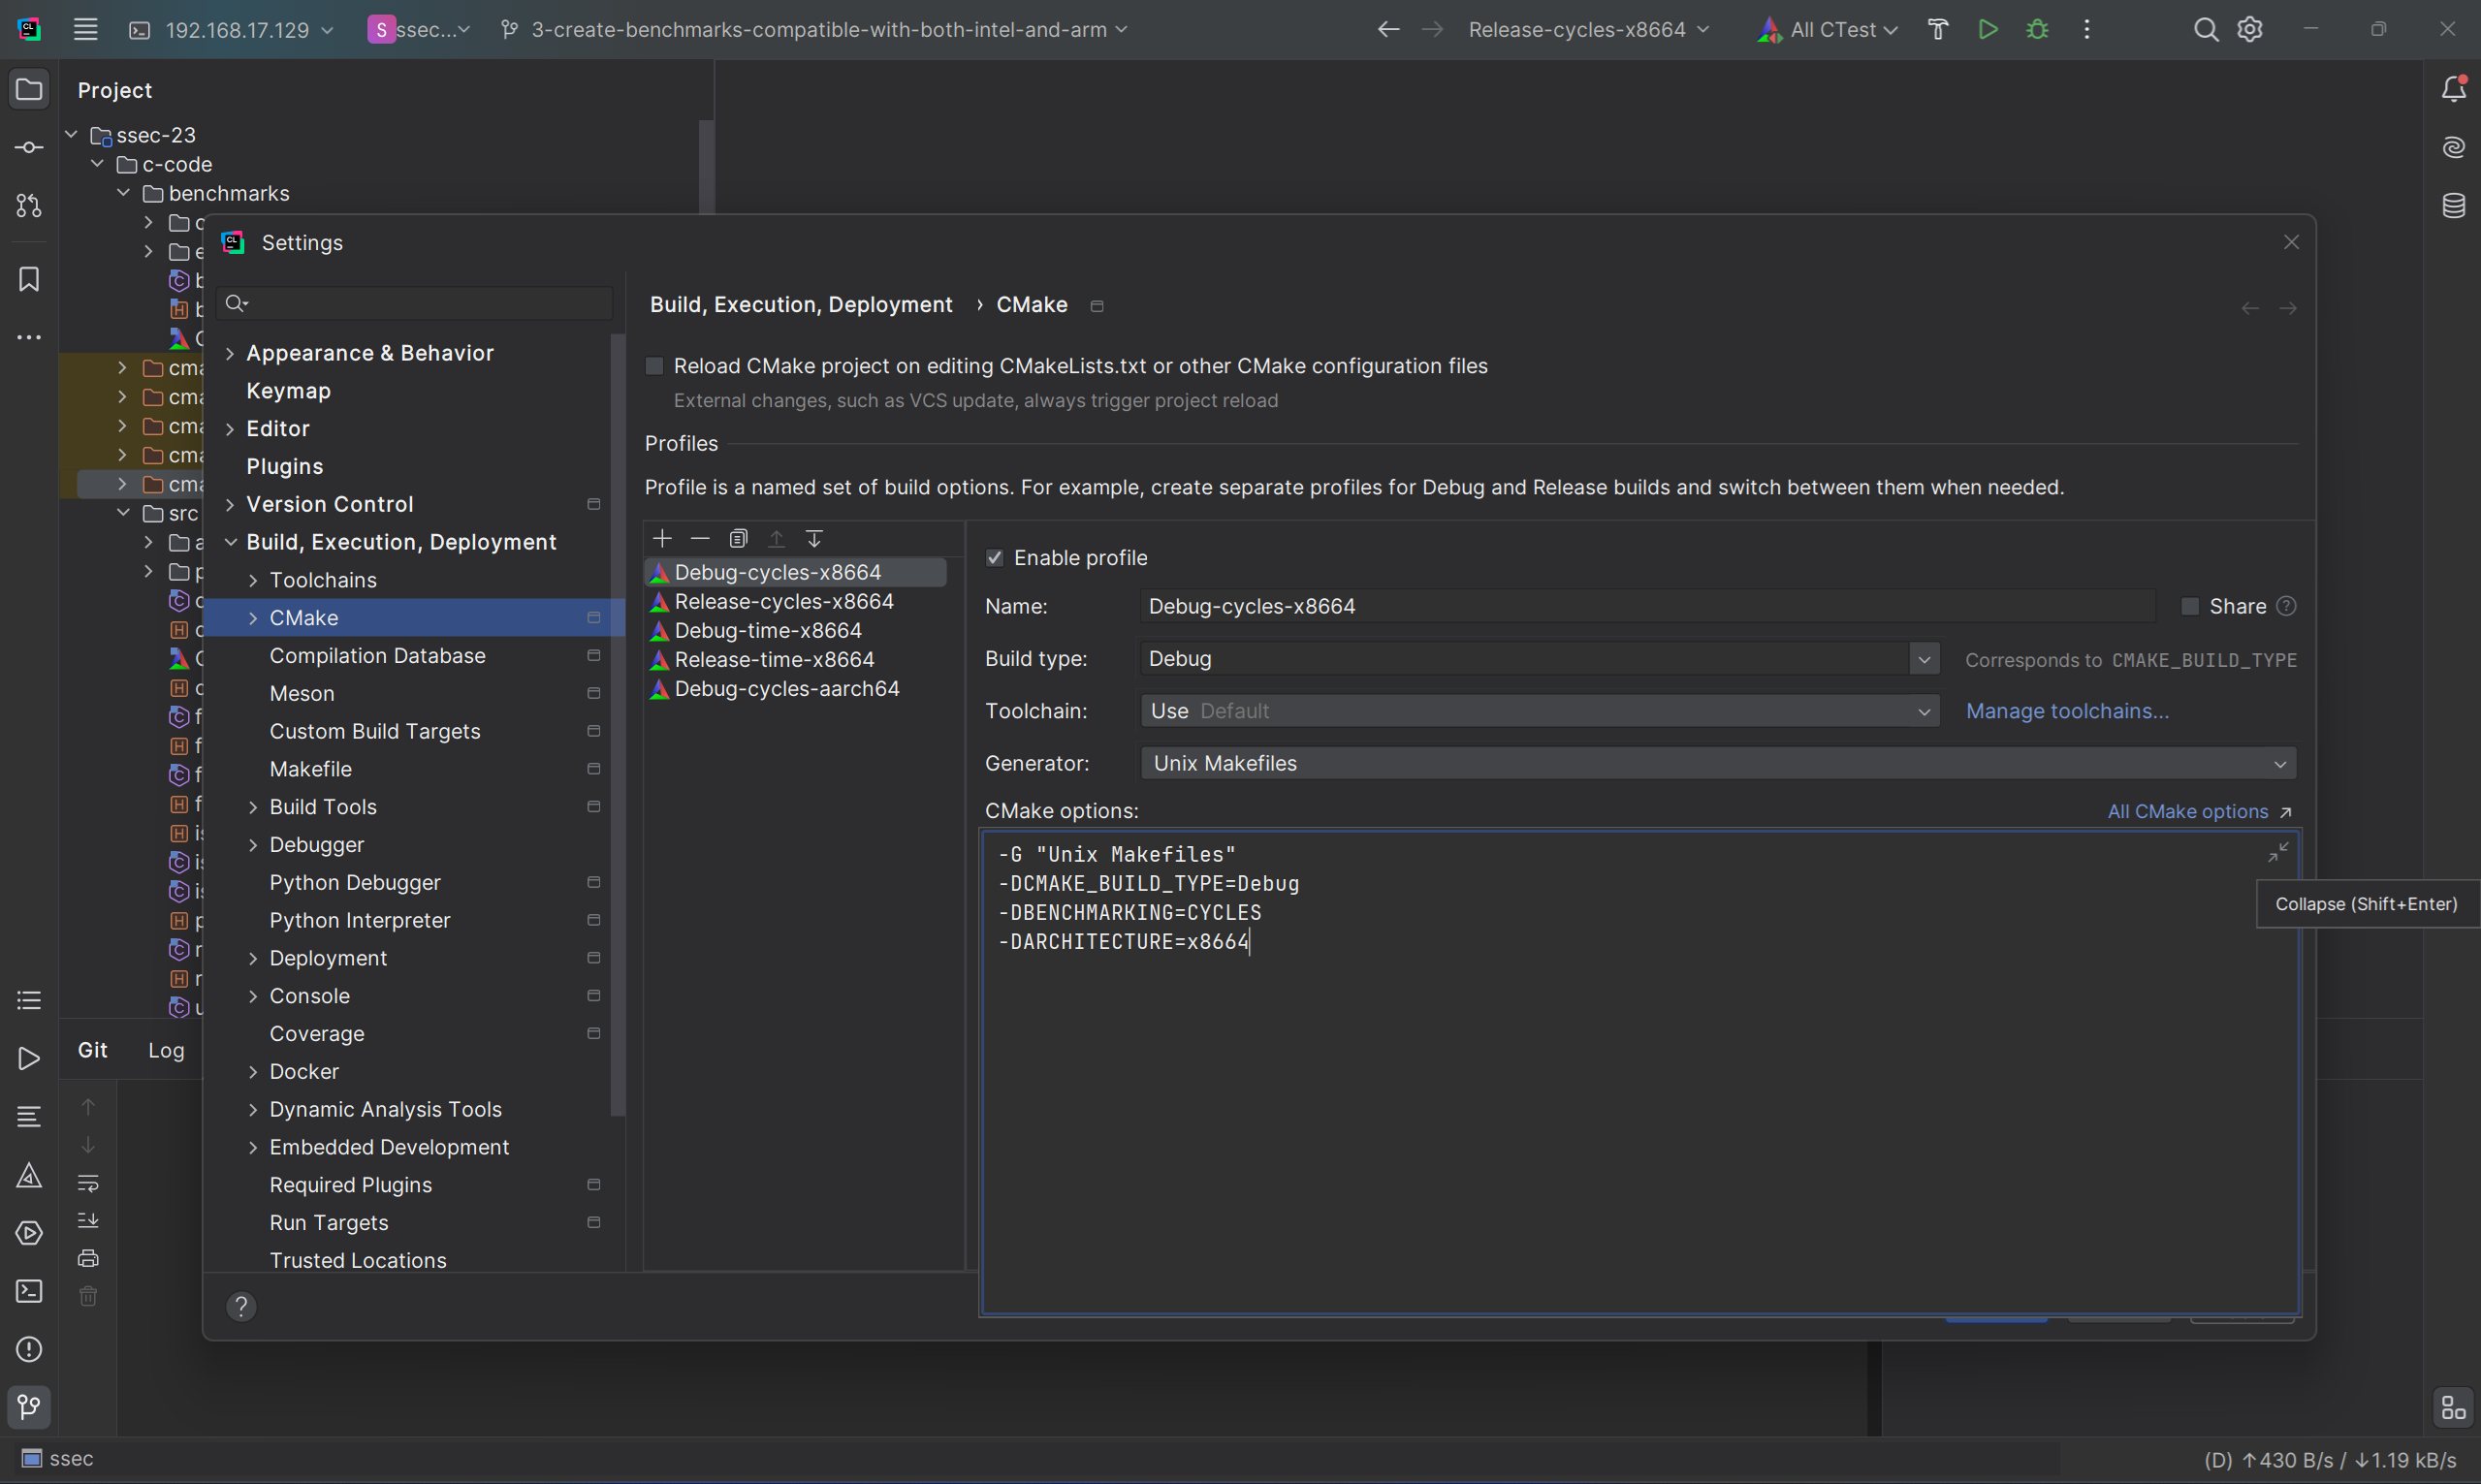 192.168.17.129
S ssec...
3-create-benchmarks-compatible-with-both-intel-and-arm
Release-cycles-x8664
All CTest
Project
ssec-23
c-code
benchmarks
cma
cma
cma
cma
cma
src
Settings
Appearance & Behavior
Keymap
Editor
Plugins
Version Control
Build, Execution, Deployment
Toolchains
CMake
Compilation Database
Meson
Custom Build Targets
Makefile
Build Tools
Debugger
Python Debugger
Python Interpreter
Deployment
Console
Coverage
Docker
Dynamic Analysis Tools
Embedded Development
Required Plugins
Run Targets
Trusted Locations
Build, Execution, Deployment › CMake
Reload CMake project on editing CMakeLists.txt or other CMake configuration files
External changes, such as VCS update, always trigger project reload
Profiles
Profile is a named set of build options. For example, create separate profiles for Debug and Release builds and switch between them when needed.
Debug-cycles-x8664
Release-cycles-x8664
Debug-time-x8664
Release-time-x8664
Debug-cycles-aarch64
Enable profile
Name: Debug-cycles-x8664 Share ?
Build type: Debug Corresponds to CMAKE_BUILD_TYPE
Toolchain: Use Default Manage toolchains...
Generator: Unix Makefiles
CMake options: All CMake options ↗
-G "Unix Makefiles"
-DCMAKE_BUILD_TYPE=Debug
-DBENCHMARKING=CYCLES
-DARCHITECTURE=x8664
Collapse (Shift+Enter)
?
Git Log
ssec
(D) ↑430 B/s / ↓1.19 kB/s